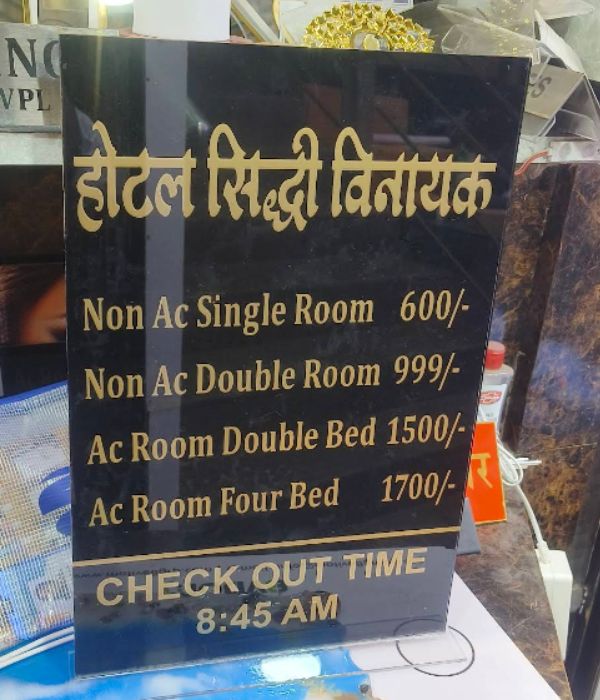 होटल सिद्धी विनायक
Non Ac Single Room 600/-
Non Ac Double Room 999/-
Ac Room Double Bed 1500/-
Ac Room Four Bed 1700/-
CHECK OUT TIME
8:45 AM